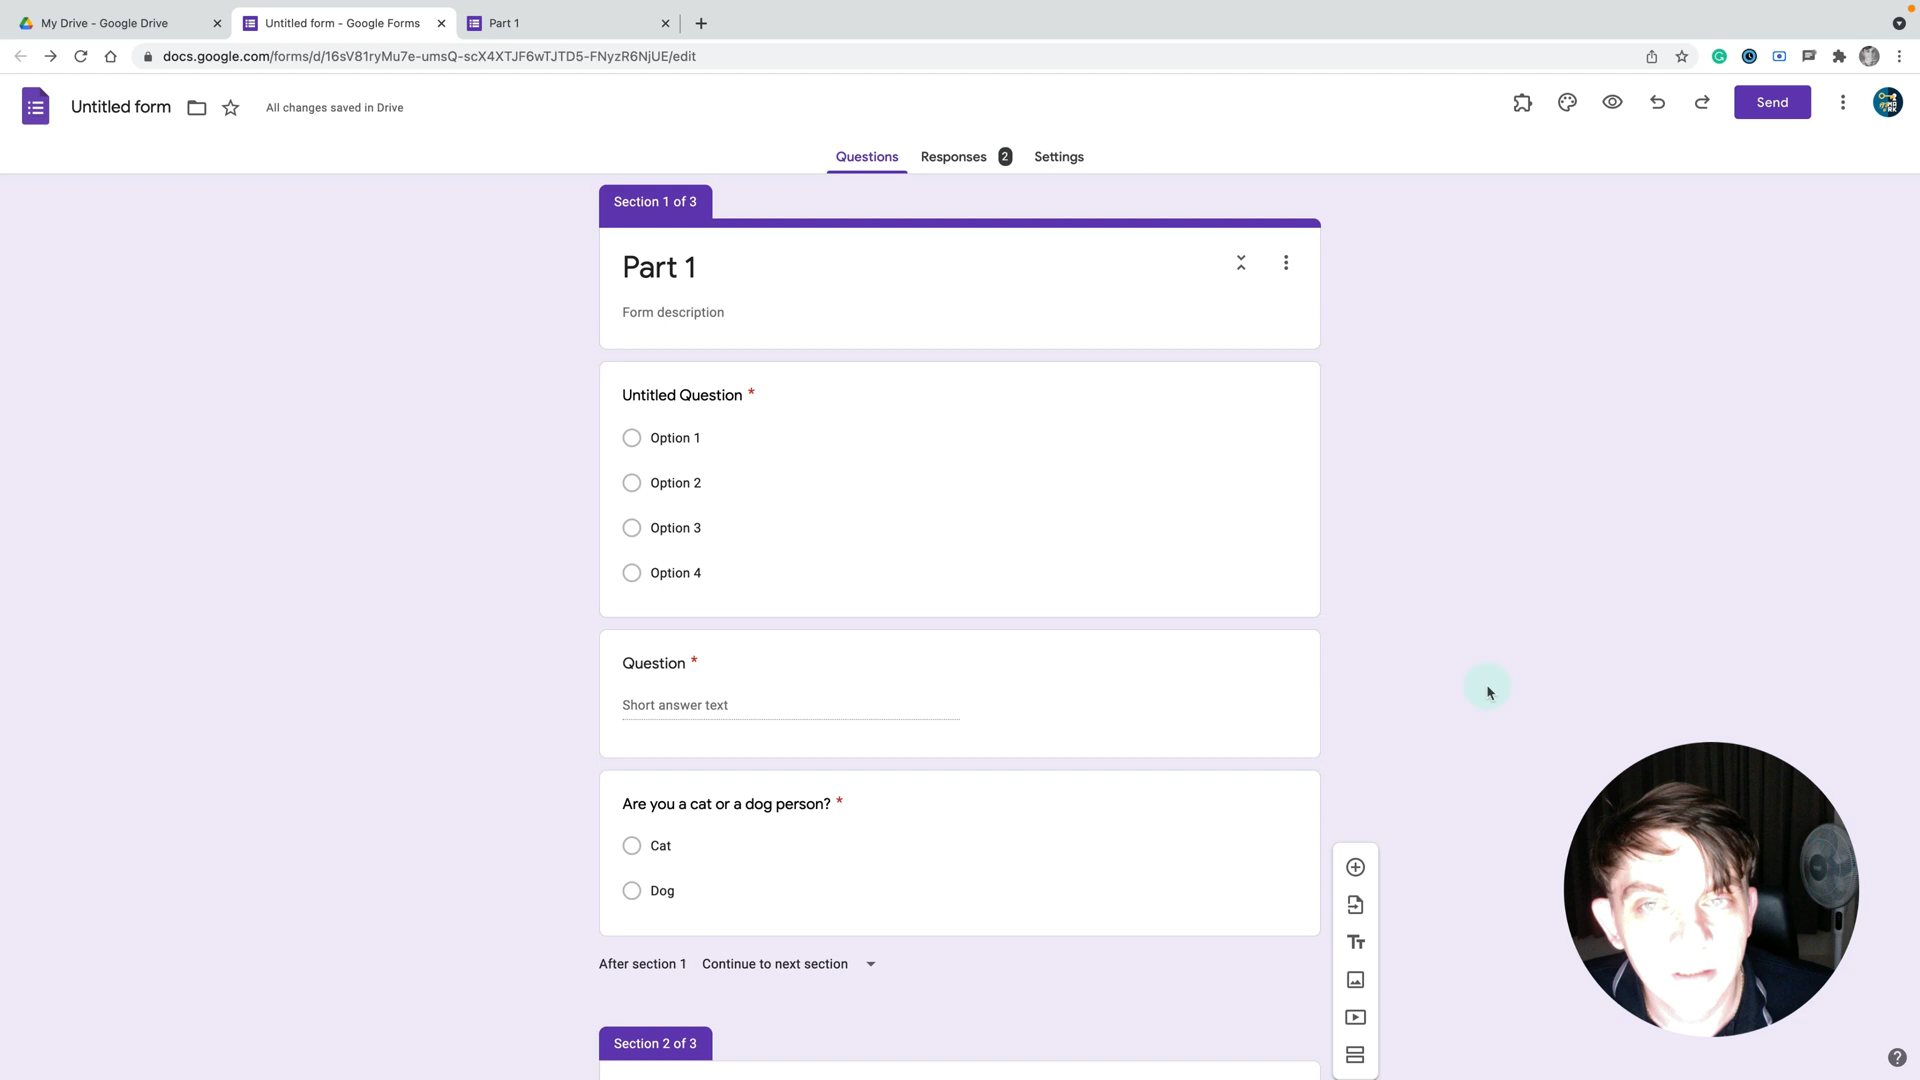 My Drive - Google Drive
Untitled form - Google Forms
Part 1
docs.google.com/forms/d/16sV81ryMu7e-umsQ-scX4XTJF6wTJTD5-FNyzR6NjUE/edit
Untitled form
All changes saved in Drive
Send
Questions
Responses 2
Settings
Section 1 of 3
Part 1
Form description
Untitled Question *
Option 1
Option 2
Option 3
Option 4
Question *
Short answer text
Are you a cat or a dog person? *
Cat
Dog
After section 1 Continue to next section
Section 2 of 3